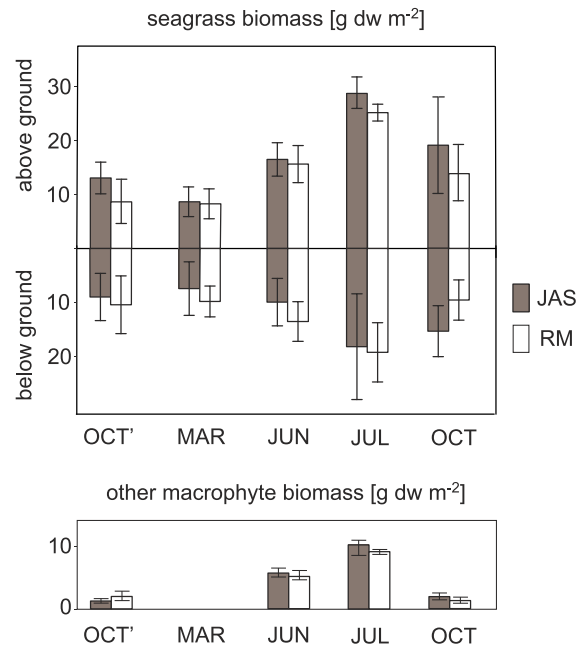 seagrass biomass [g dw m-2]
above ground
30
20
10
below ground
10
20
JAS
RM
OCT' MAR JUN JUL OCT
other macrophyte biomass [g dw m-2]
10
0
OCT' MAR JUN JUL OCT